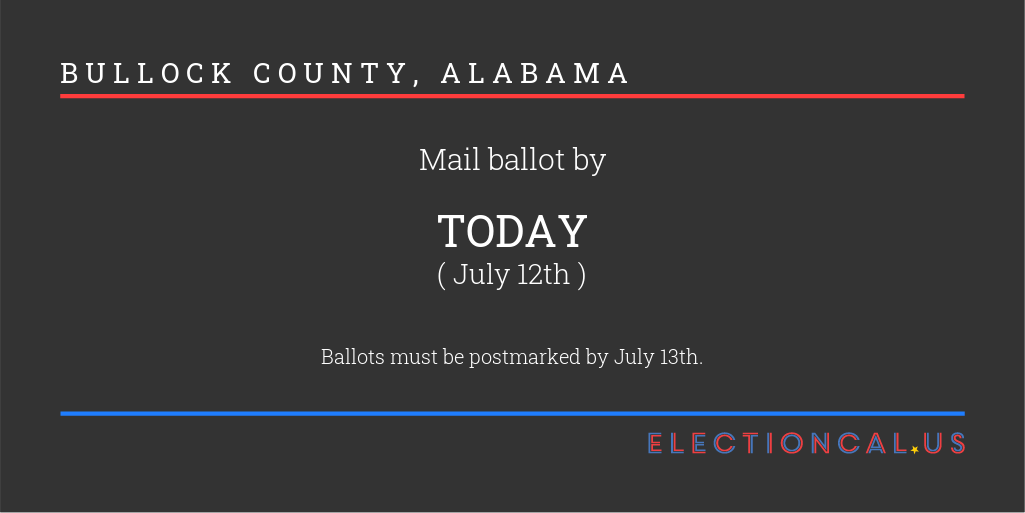 BULLOCK COUNTY, ALABAMA
Mail ballot by
TODAY
( July 12th )
Ballots must be postmarked by July 13th.
ELECTIONCAL.US